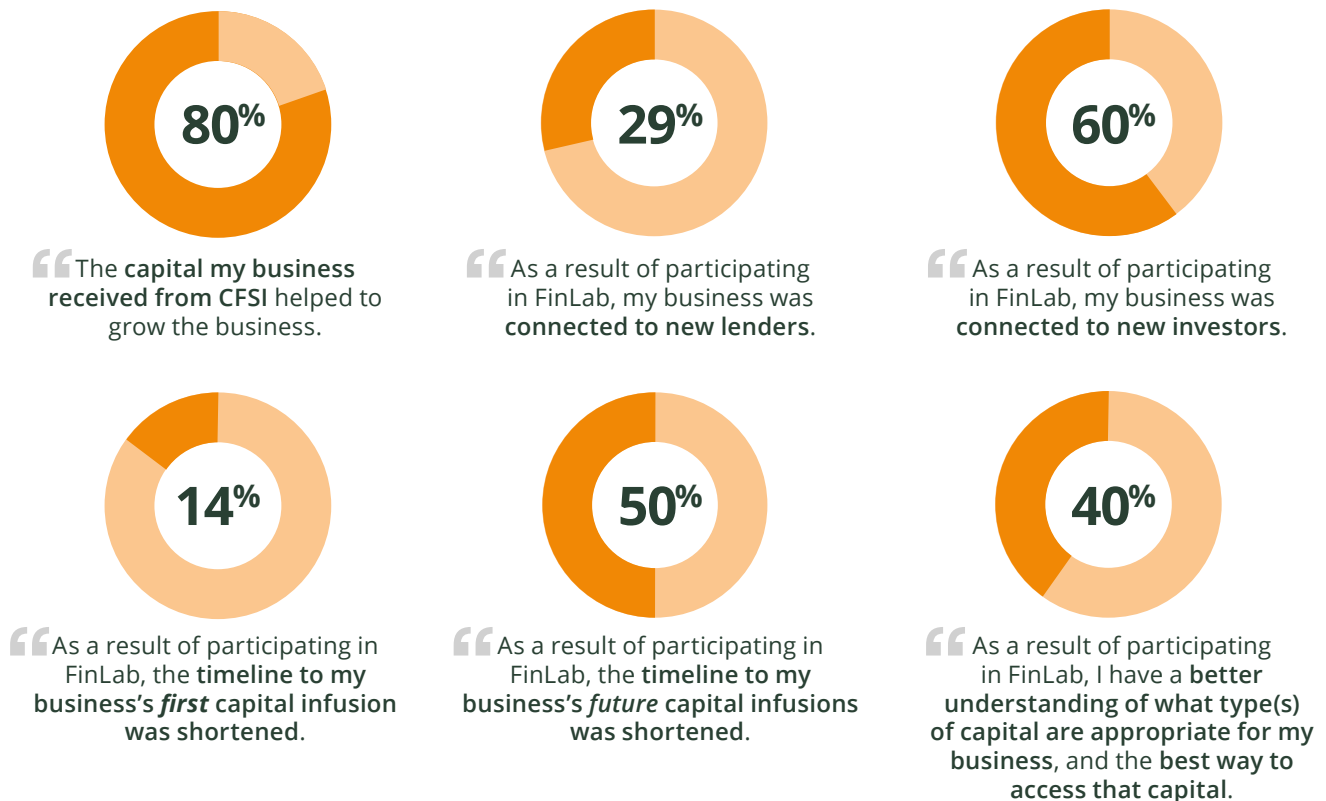 80%
“The capital my business
received from CFSI helped to
grow the business.
29%
“As a result of participating
in FinLab, my business was
connected to new lenders.
60%
“As a result of participating
in FinLab, my business was
connected to new investors.
14%
“As a result of participating in
FinLab, the timeline to my
business’s first capital infusion
was shortened.
50%
“As a result of participating in
FinLab, the timeline to my
business’s future capital infusions
was shortened.
40%
“As a result of participating
in FinLab, I have a better
understanding of what type(s)
of capital are appropriate for my
business, and the best way to
access that capital.